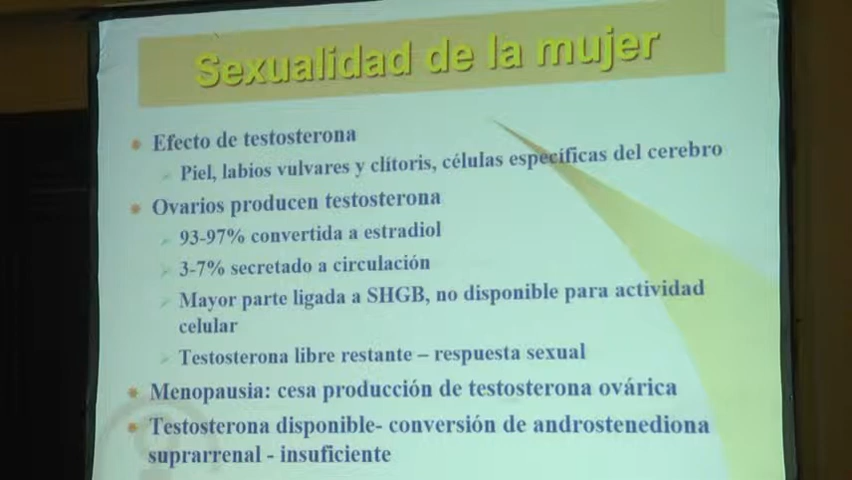 Sexualidad de la mujer
Efecto de testosterona
Piel, labios vulvares y clítoris, células específicas del cerebro
Ovarios producen testosterona
93-97% convertida a estradiol
3-7% secretado a circulación
Mayor parte ligada a SHGB, no disponible para actividad
celular
Testosterona libre restante – respuesta sexual
Menopausia: cesa producción de testosterona ovárica
Testosterona disponible- conversión de androstenediona
suprarrenal - insuficiente